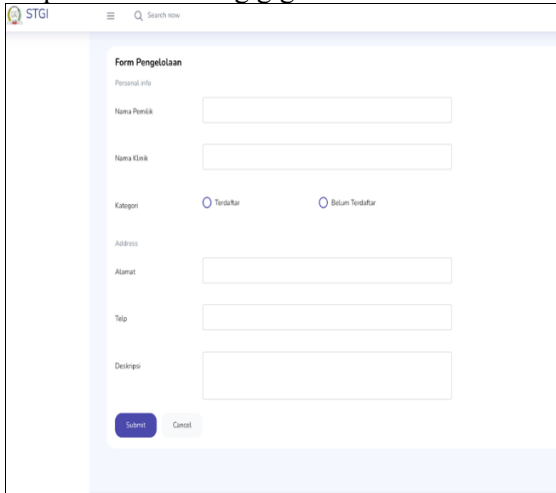 STGI
Search now
Form Pengelolaan
Personal info
Nama Pemilik
Nama Klinik
Kategori Terdaftar Belum Terdaftar
Address
Alamat
Telp
Deskripsi
Submit Cancel